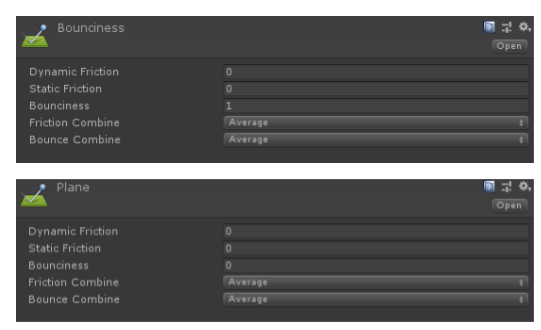 Bounciness
Open
Dynamic Friction 0
Static Friction 0
Bounciness 1
Friction Combine Average
Bounce Combine Average
Plane
Open
Dynamic Friction 0
Static Friction 0
Bounciness 0
Friction Combine Average
Bounce Combine Average